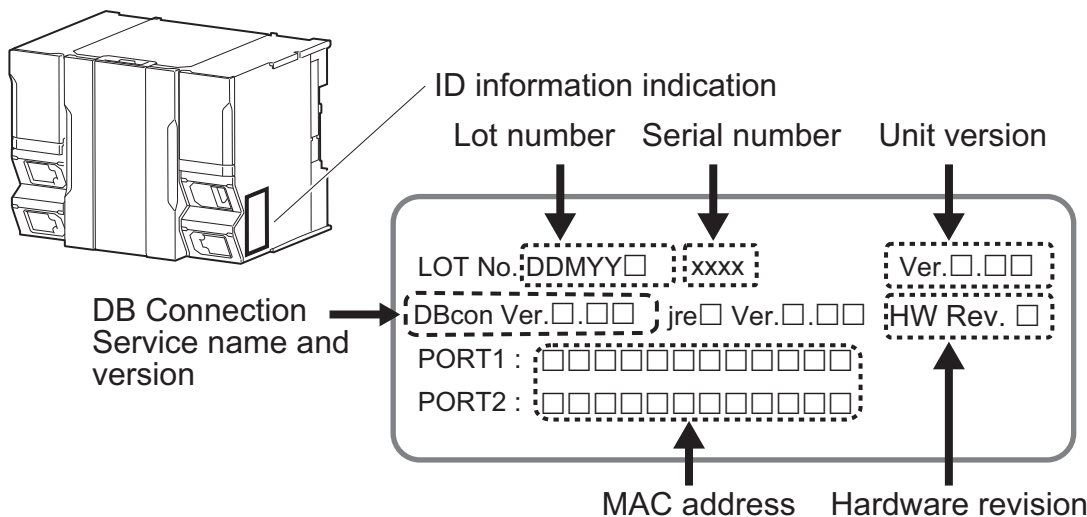 ID information indication
Lot number Serial number Unit version
LOT No. DDMYY□ xxxx Ver.□.□□
DB Connection
Service name and
version
DBcon Ver.□.□□ jre□ Ver.□.□□ HW Rev. □
PORT1 : □□□□□□□□□□□□
PORT2 : □□□□□□□□□□□□
MAC address Hardware revision